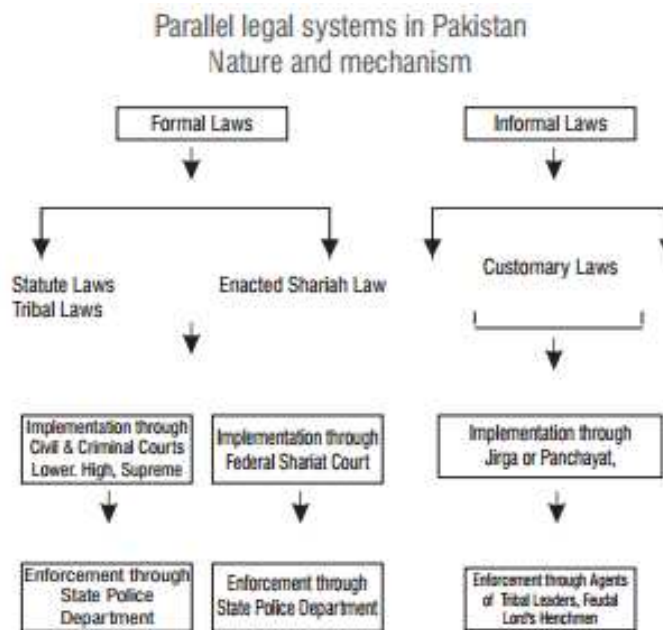 Parallel legal systems in Pakistan
Nature and mechanism
Formal Laws
Informal Laws
Statute Laws
Tribal Laws
Enacted Shariah Law
Customary Laws
Implementation through
Civil & Criminal Courts
Lower. High, Supreme
Implementation through
Federal Shariat Court
Implementation through
Jirga or Panchayat,
Enforcement through
State Police
Department
Enforcement through
State Police Department
Enforcement through Agents
of Tribal Leaders, Feudal
Lord's Henchmen